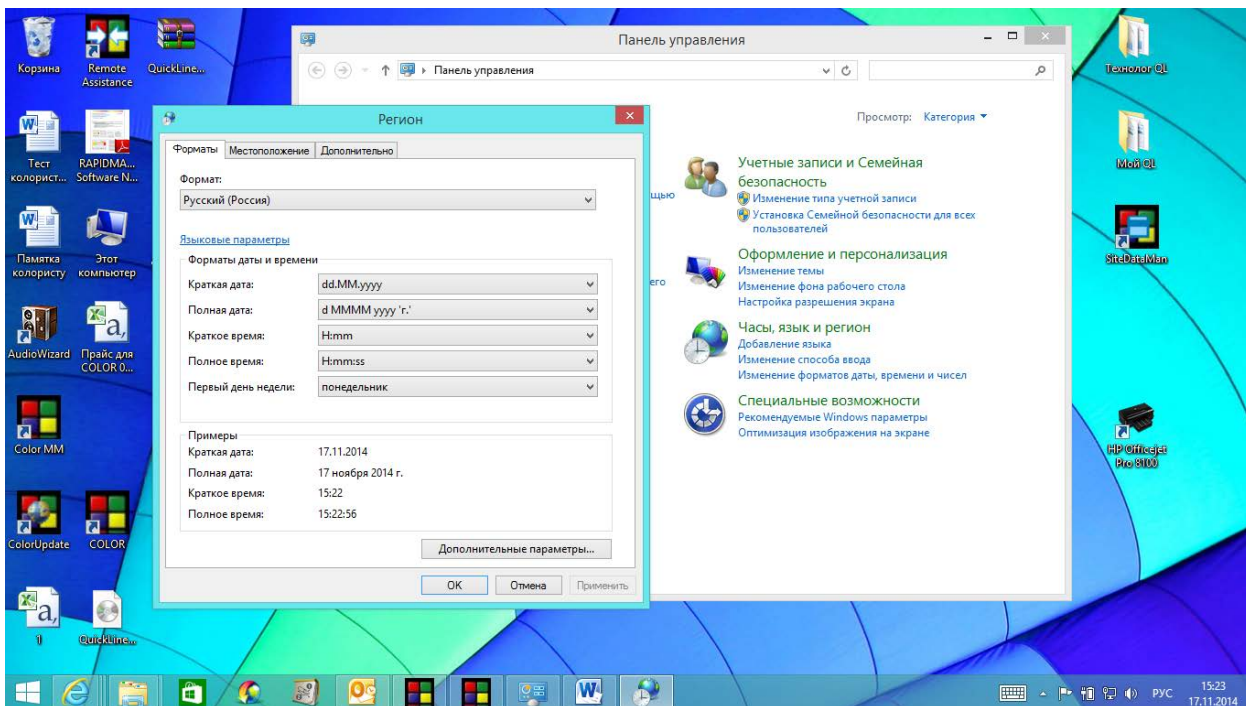 Корзина
Remote
Assistance
QuickLine...
Тест
колорист...
RAPIDMA...
Software N...
Памятка
колористу
Этот
компьютер
AudioWizard
Прайс для
COLOR 0...
Color MM
ColorUpdate
COLOR
1
QuickLine...
Панель управления
Панель управления
Просмотр: Категория
щью
его
Учетные записи и Семейная
безопасность
Изменение типа учетной записи
Установка Семейной безопасности для всех
пользователей
Оформление и персонализация
Изменение темы
Изменение фона рабочего стола
Настройка разрешения экрана
Часы, язык и регион
Добавление языка
Изменение способа ввода
Изменение форматов даты, времени и чисел
Специальные возможности
Рекомендуемые Windows параметры
Оптимизация изображения на экране
Регион
Форматы Местоположение Дополнительно
Формат:
Русский (Россия)
Языковые параметры
Форматы даты и времени
Краткая дата: dd.MM.yyyy
Полная дата: d MMMM yyyy 'г.'
Краткое время: H:mm
Полное время: H:mm:ss
Первый день недели: понедельник
Примеры
Краткая дата: 17.11.2014
Полная дата: 17 ноября 2014 г.
Краткое время: 15:22
Полное время: 15:22:56
Дополнительные параметры...
OK Отмена Применить
Технолог QL
Мой QL
SiteDataMan
HP Officejet
Pro 8100
РУС
15:23
17.11.2014